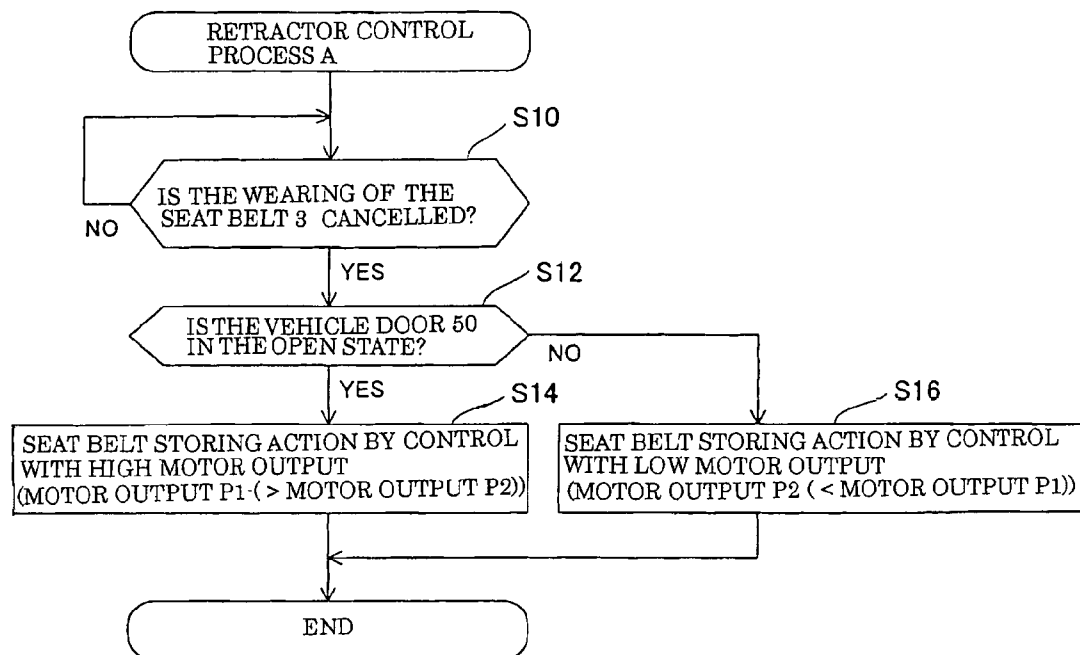 RETRACTOR CONTROL
PROCESS A
S10
IS THE WEARING OF THE
SEAT BELT 3 CANCELLED?
NO
YES
S12
IS THE VEHICLE DOOR 50
IN THE OPEN STATE?
NO
YES
S14
S16
SEAT BELT STORING ACTION BY CONTROL
WITH HIGH MOTOR OUTPUT
(MOTOR OUTPUT P1 (> MOTOR OUTPUT P2))
SEAT BELT STORING ACTION BY CONTROL
WITH LOW MOTOR OUTPUT
(MOTOR OUTPUT P2 (< MOTOR OUTPUT P1))
END